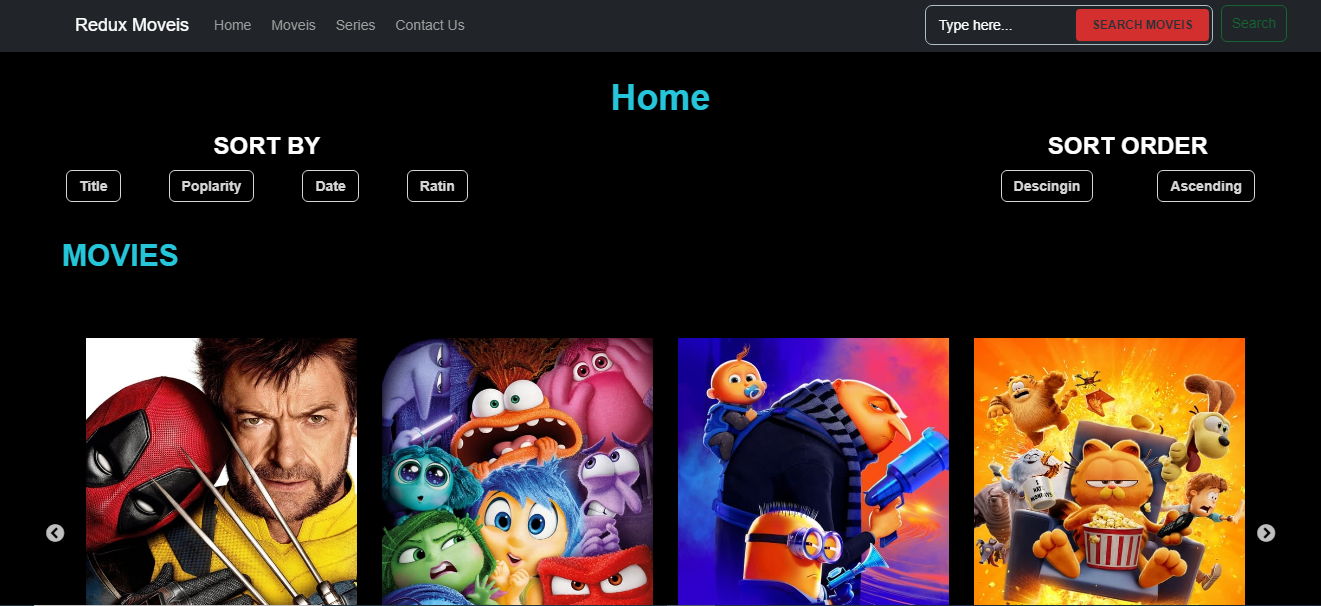 Redux Moveis Home Moveis Series Contact Us Type here... SEARCH MOVEIS Search
Home
SORT BY SORT ORDER
Title Poplarity Date Ratin Descingin Ascending
MOVIES